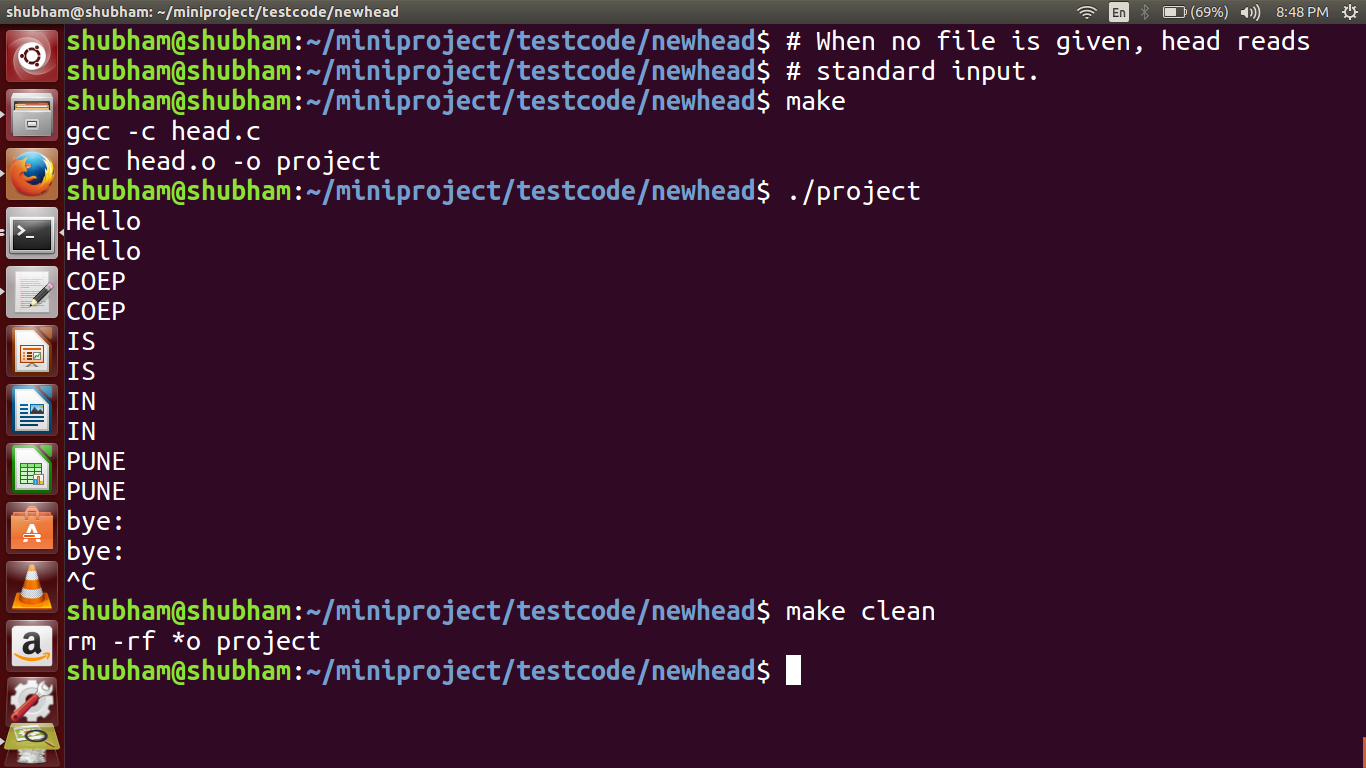 shubham@shubham: ~/miniproject/testcode/newhead
En
(69%)
8:48 PM
shubham@shubham:~/miniproject/testcode/newhead$ # When no file is given, head reads
shubham@shubham:~/miniproject/testcode/newhead$ # standard input.
shubham@shubham:~/miniproject/testcode/newhead$ make
gcc -c head.c
gcc head.o -o project
shubham@shubham:~/miniproject/testcode/newhead$ ./project
Hello
Hello
COEP
COEP
IS
IS
IN
IN
PUNE
PUNE
bye:
bye:
^C
shubham@shubham:~/miniproject/testcode/newhead$ make clean
rm -rf *o project
shubham@shubham:~/miniproject/testcode/newhead$